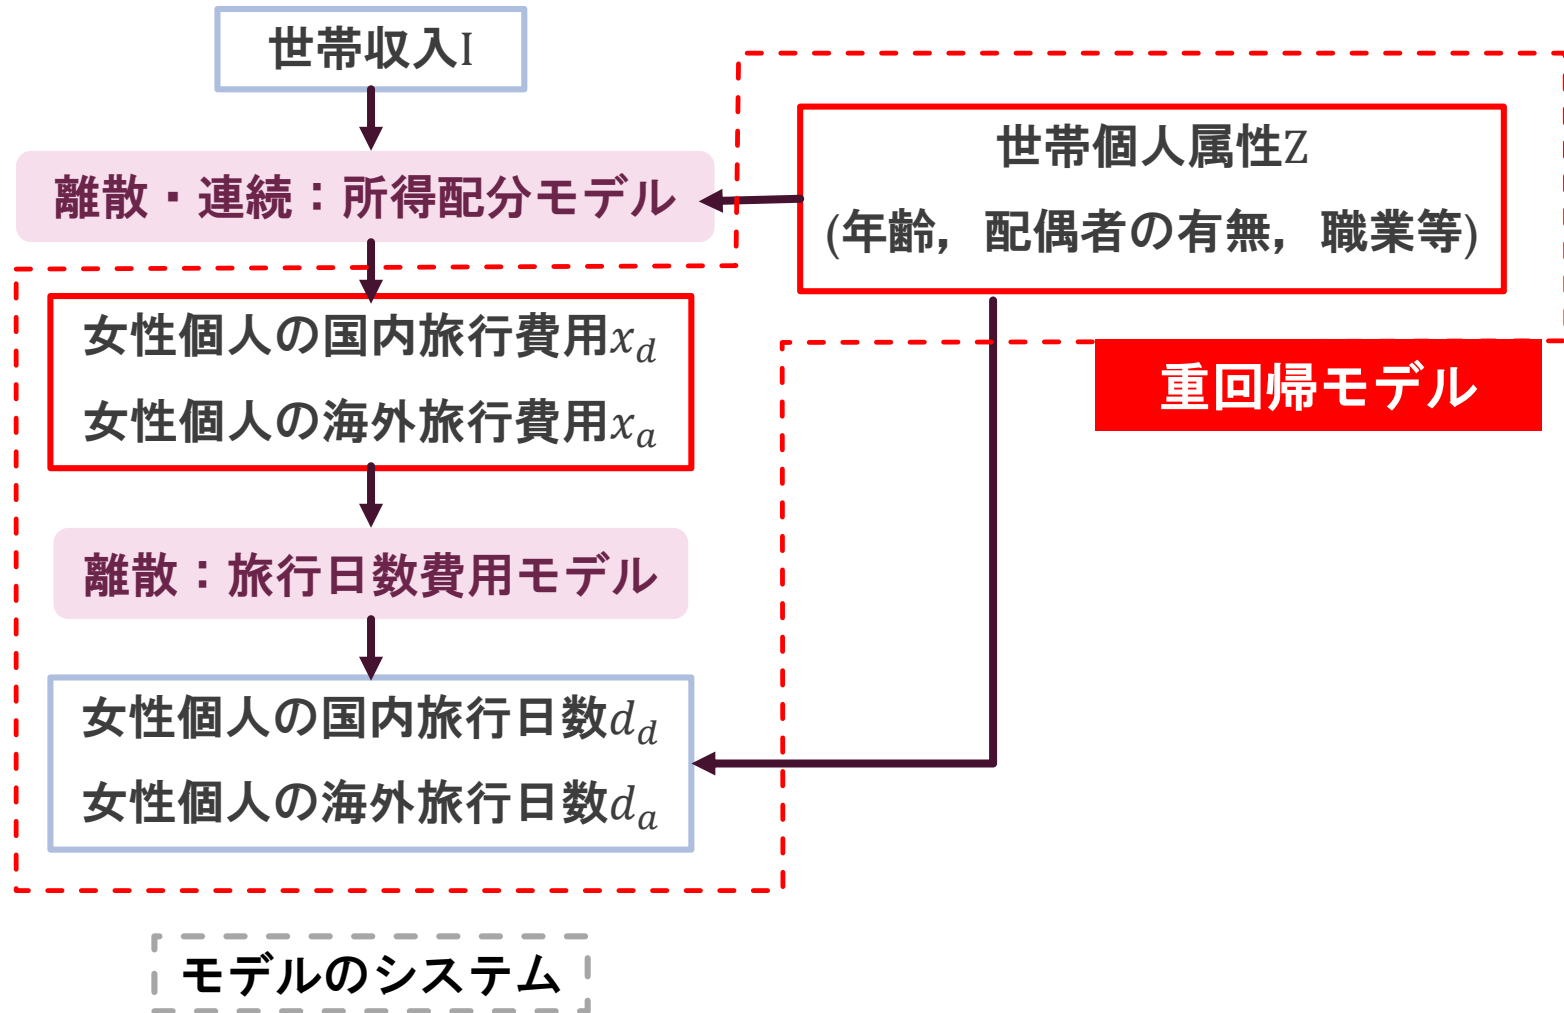 世帯収入I
離散・連続：所得配分モデル
世帯個人属性Z
(年齢，配偶者の有無，職業等)
女性個人の国内旅行費用x_d
女性個人の海外旅行費用x_a
重回帰モデル
離散：旅行日数費用モデル
女性個人の国内旅行日数d_d
女性個人の海外旅行日数d_a
モデルのシステム